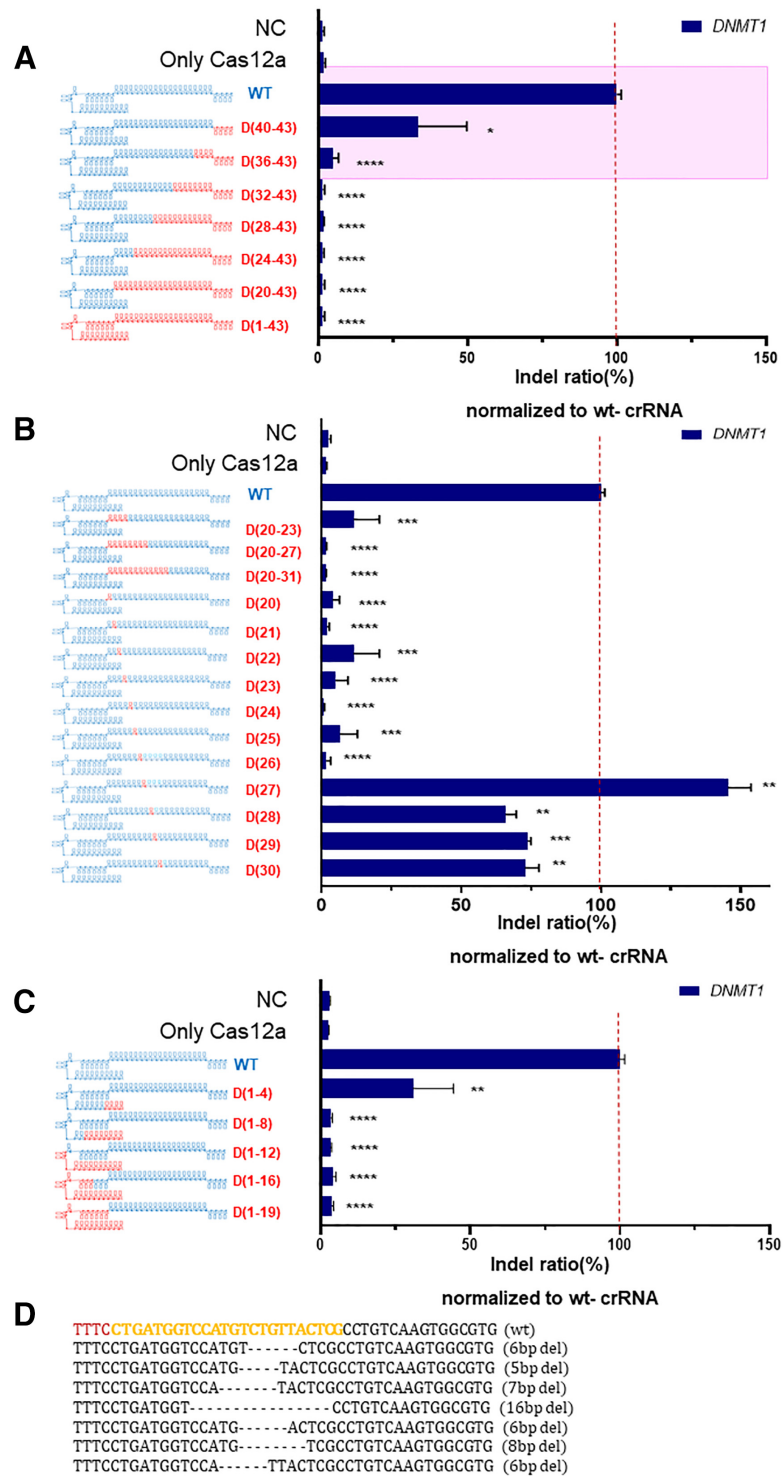 A
NC
DNMT1
Only Cas12a
WT
D(40-43)
*
D(36-43)
****
D(32-43)
****
D(28-43)
****
D(24-43)
****
D(20-43)
****
D(1-43)
****
0 50 100 150
Indel ratio(%)
normalized to wt- crRNA
B
NC
DNMT1
Only Cas12a
WT
D(20-23)
***
D(20-27)
****
D(20-31)
****
D(20)
****
D(21)
****
D(22)
***
D(23)
****
D(24)
****
D(25)
***
D(26)
****
D(27)
**
D(28)
**
D(29)
***
D(30)
**
0 50 100 150
Indel ratio(%)
normalized to wt- crRNA
C
NC
DNMT1
Only Cas12a
WT
D(1-4)
**
D(1-8)
****
D(1-12)
****
D(1-16)
****
D(1-19)
****
0 50 100 150
Indel ratio(%)
normalized to wt- crRNA
D
TTTCCTGATGGTCCATGTCTGTTACTCGCCTGTCAAGTGGCGTG (wt)
TTTCCTGATGGTCCATGT------CTCGCCTGTCAAGTGGCGTG (6bp del)
TTTCCTGATGGTCCATG-----TACTCGCCTGTCAAGTGGCGTG (5bp del)
TTTCCTGATGGTCCA-------TACTCGCCTGTCAAGTGGCGTG (7bp del)
TTTCCTGATGGT----------------CCTGTCAAGTGGCGTG (16bp del)
TTTCCTGATGGTCCATG------ACTCGCCTGTCAAGTGGCGTG (6bp del)
TTTCCTGATGGTCCATG--------TCGCCTGTCAAGTGGCGTG (8bp del)
TTTCCTGATGGTCCA------TTACTCGCCTGTCAAGTGGCGTG (6bp del)